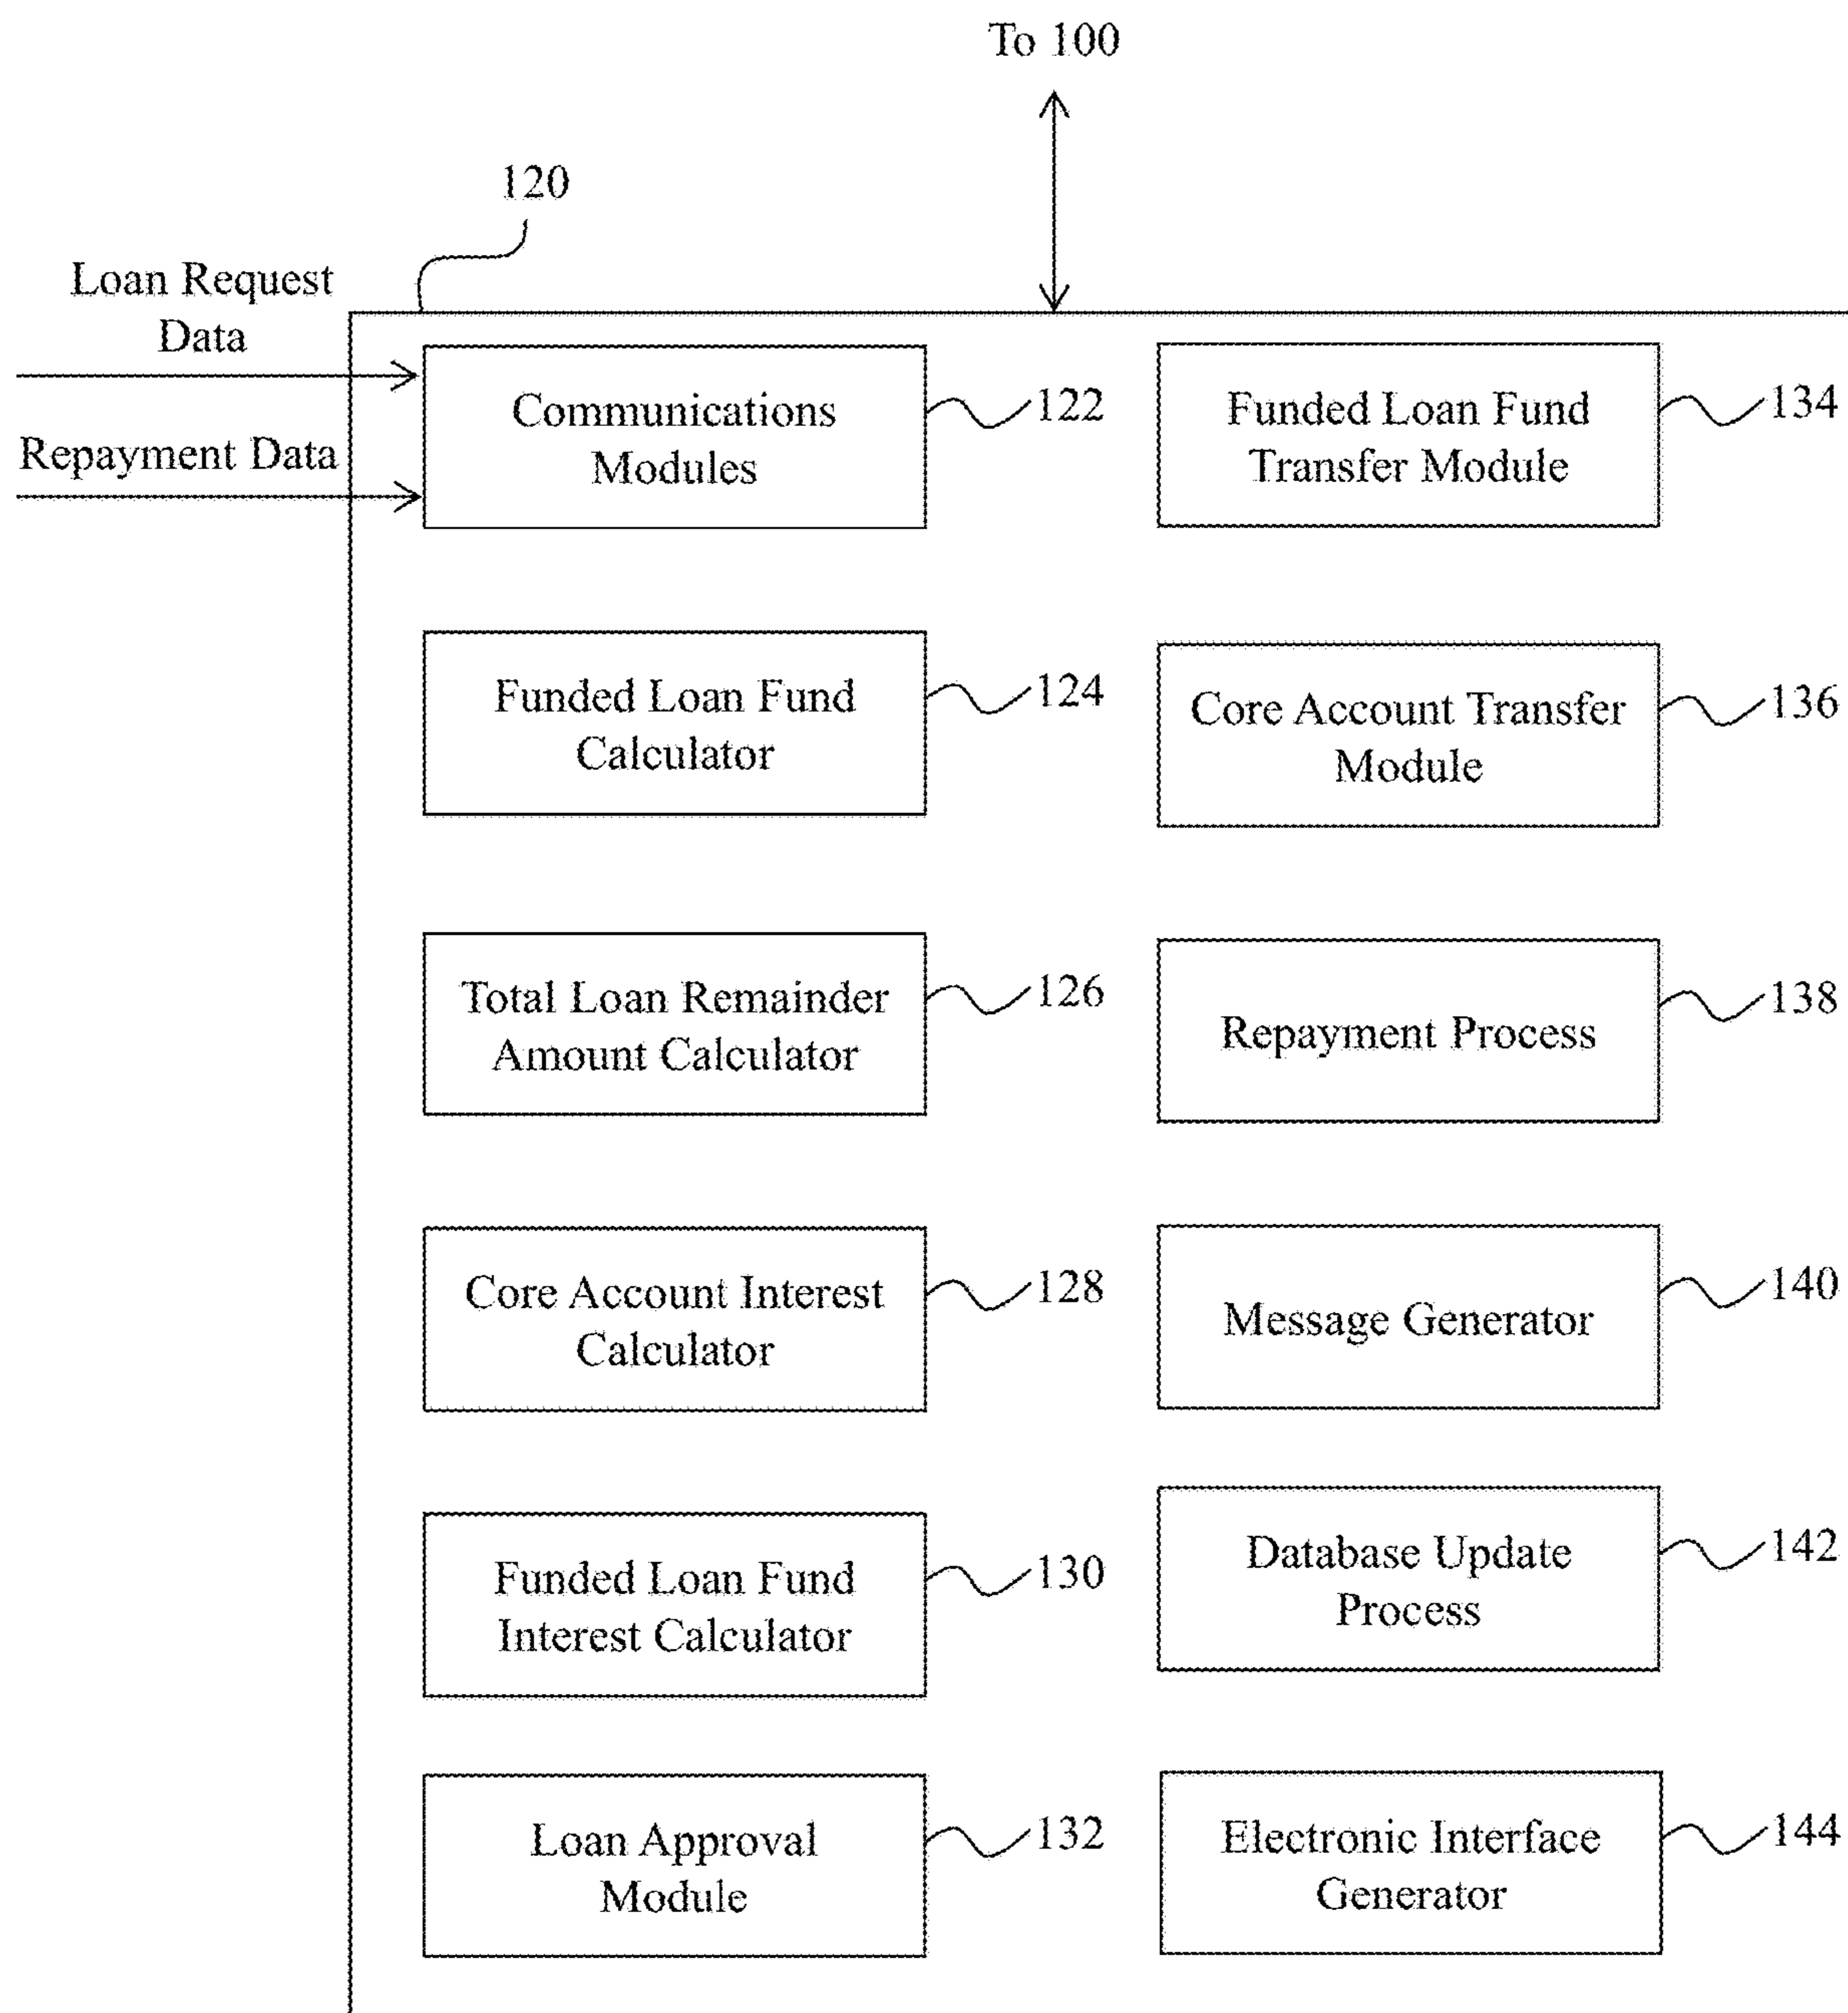 To 100
120
Loan Request
Data
Repayment Data
Communications
Modules
122
Funded Loan Fund
Transfer Module
134
Funded Loan Fund
Calculator
124
Core Account Transfer
Module
136
Total Loan Remainder
Amount Calculator
126
Repayment Process
138
Core Account Interest
Calculator
128
Message Generator
140
Funded Loan Fund
Interest Calculator
130
Database Update
Process
142
Loan Approval
Module
132
Electronic Interface
Generator
144